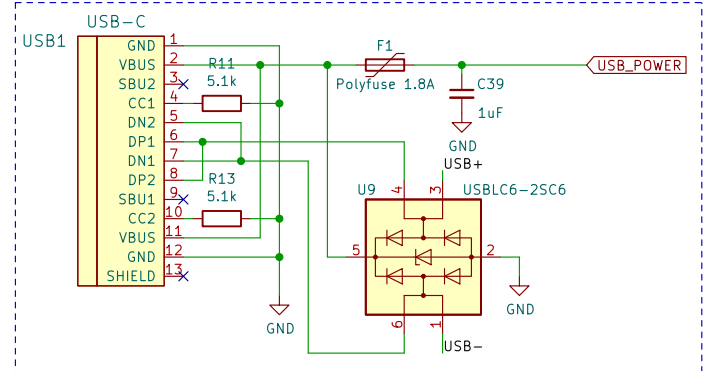 USB-C
USB1
GND 1
VBUS 2
SBU2 3
CC1 4
DN2 5
DP1 6
DN1 7
DP2 8
SBU1 9
CC2 10
VBUS 11
GND 12
SHIELD 13
R11
5.1k
R13
5.1k
GND
F1
Polyfuse 1.8A
USB_POWER
C39
1uF
GND
USB+
U9
USBLC6-2SC6
4
3
5
2
6
1
GND
USB-